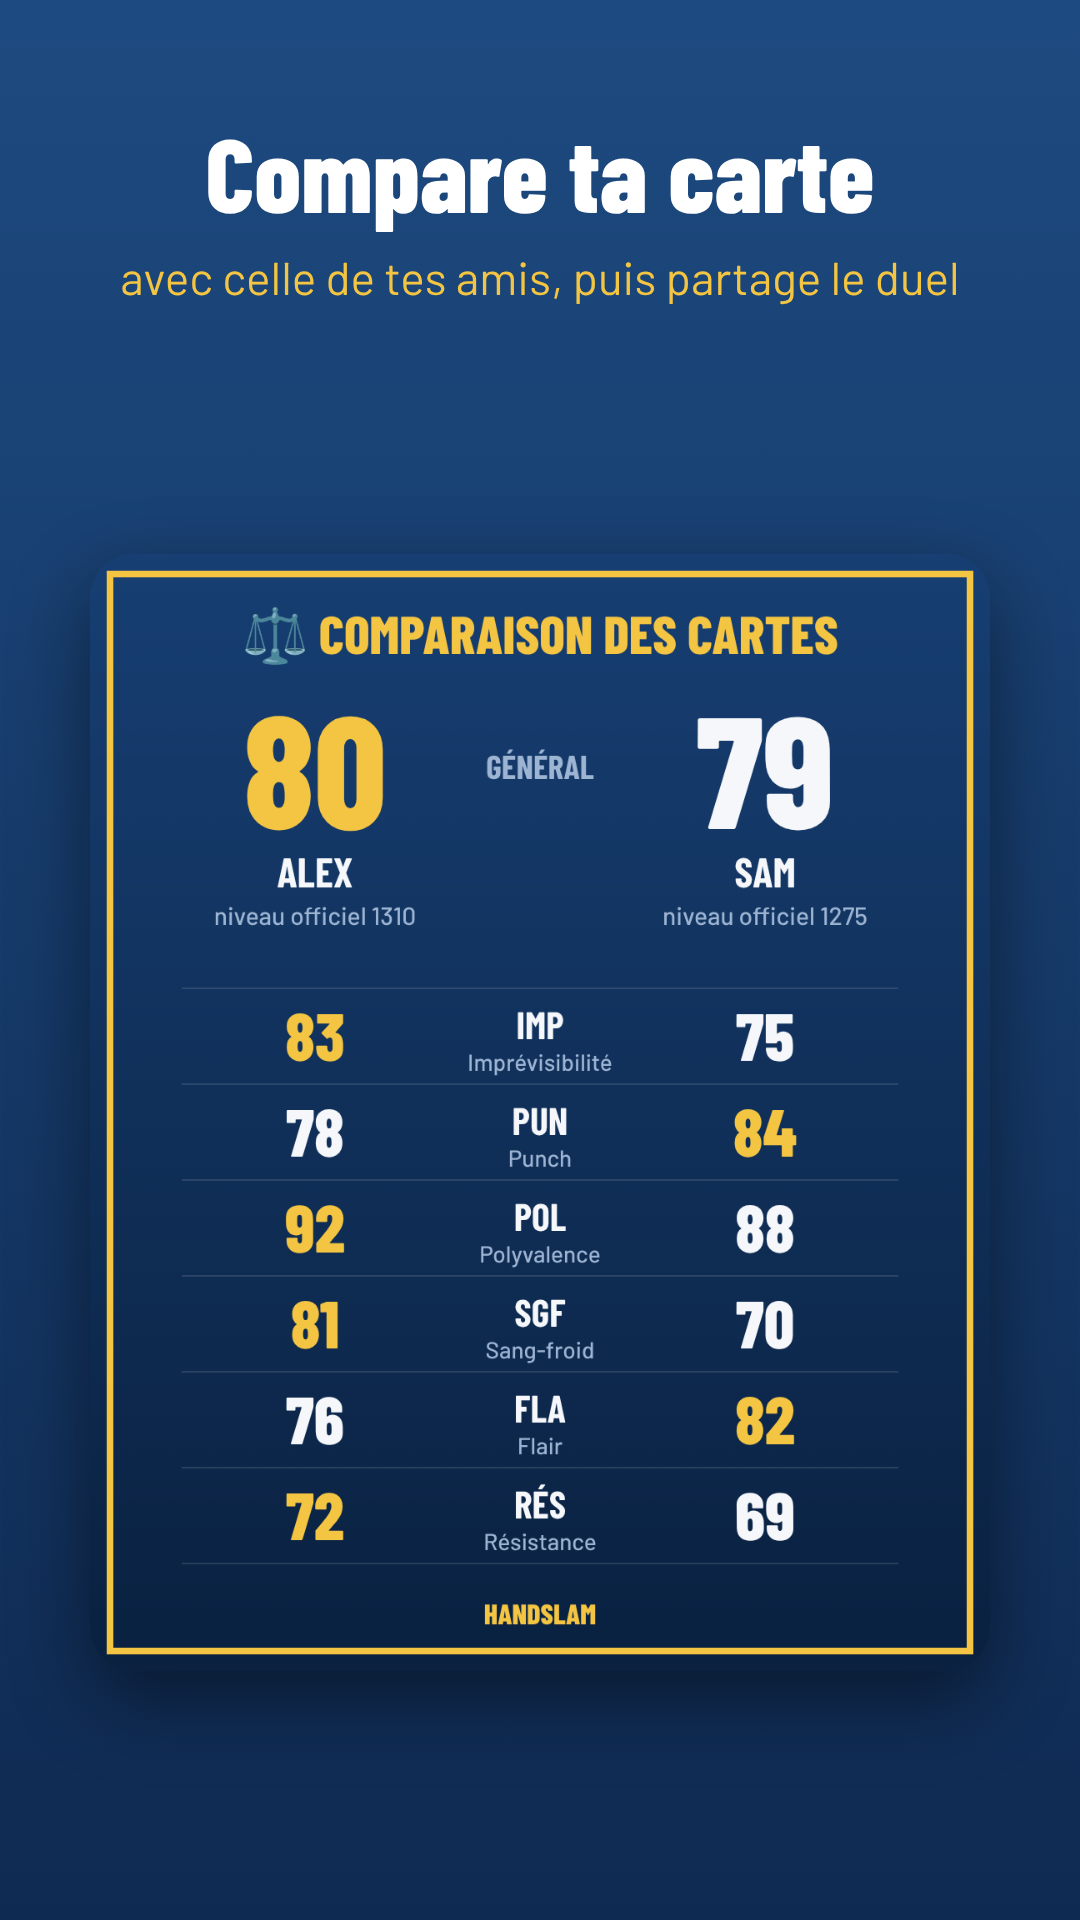 Compare ta carte
avec celle de tes amis, puis partage le duel
⚖️ COMPARAISON DES CARTES
80 GÉNÉRAL 79
ALEX SAM
niveau officiel 1310 niveau officiel 1275
83 IMP 75
Imprévisibilité
78 PUN 84
Punch
92 POL 88
Polyvalence
81 SGF 70
Sang-froid
76 FLA 82
Flair
72 RÉS 69
Résistance
HANDSLAM